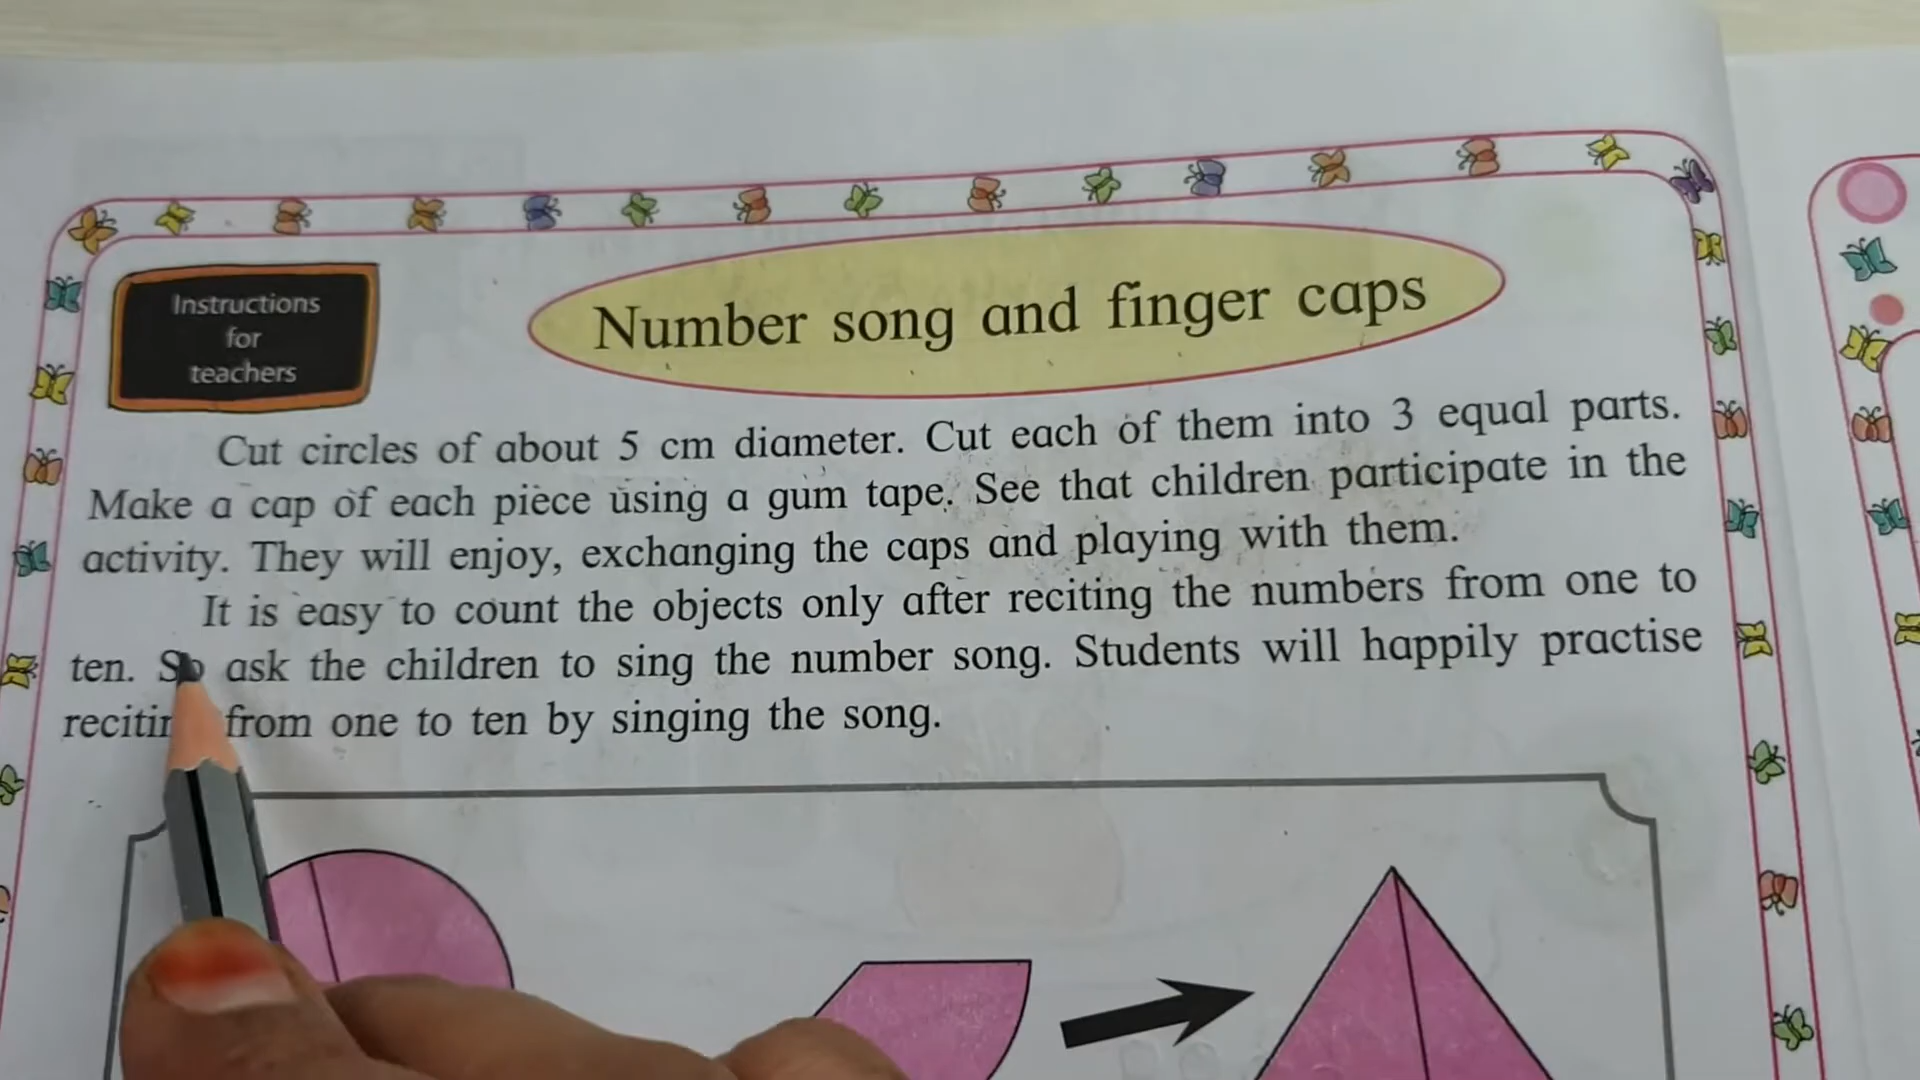 Instructions
for
teachers
Number song and finger caps
Cut circles of about 5 cm diameter. Cut each of them into 3 equal parts.
Make a cap of each piece using a gum tape. See that children participate in the
activity. They will enjoy, exchanging the caps and playing with them.
It is easy to count the objects only after reciting the numbers from one to
ten. So ask the children to sing the number song. Students will happily practise
from one to ten by singing the song.